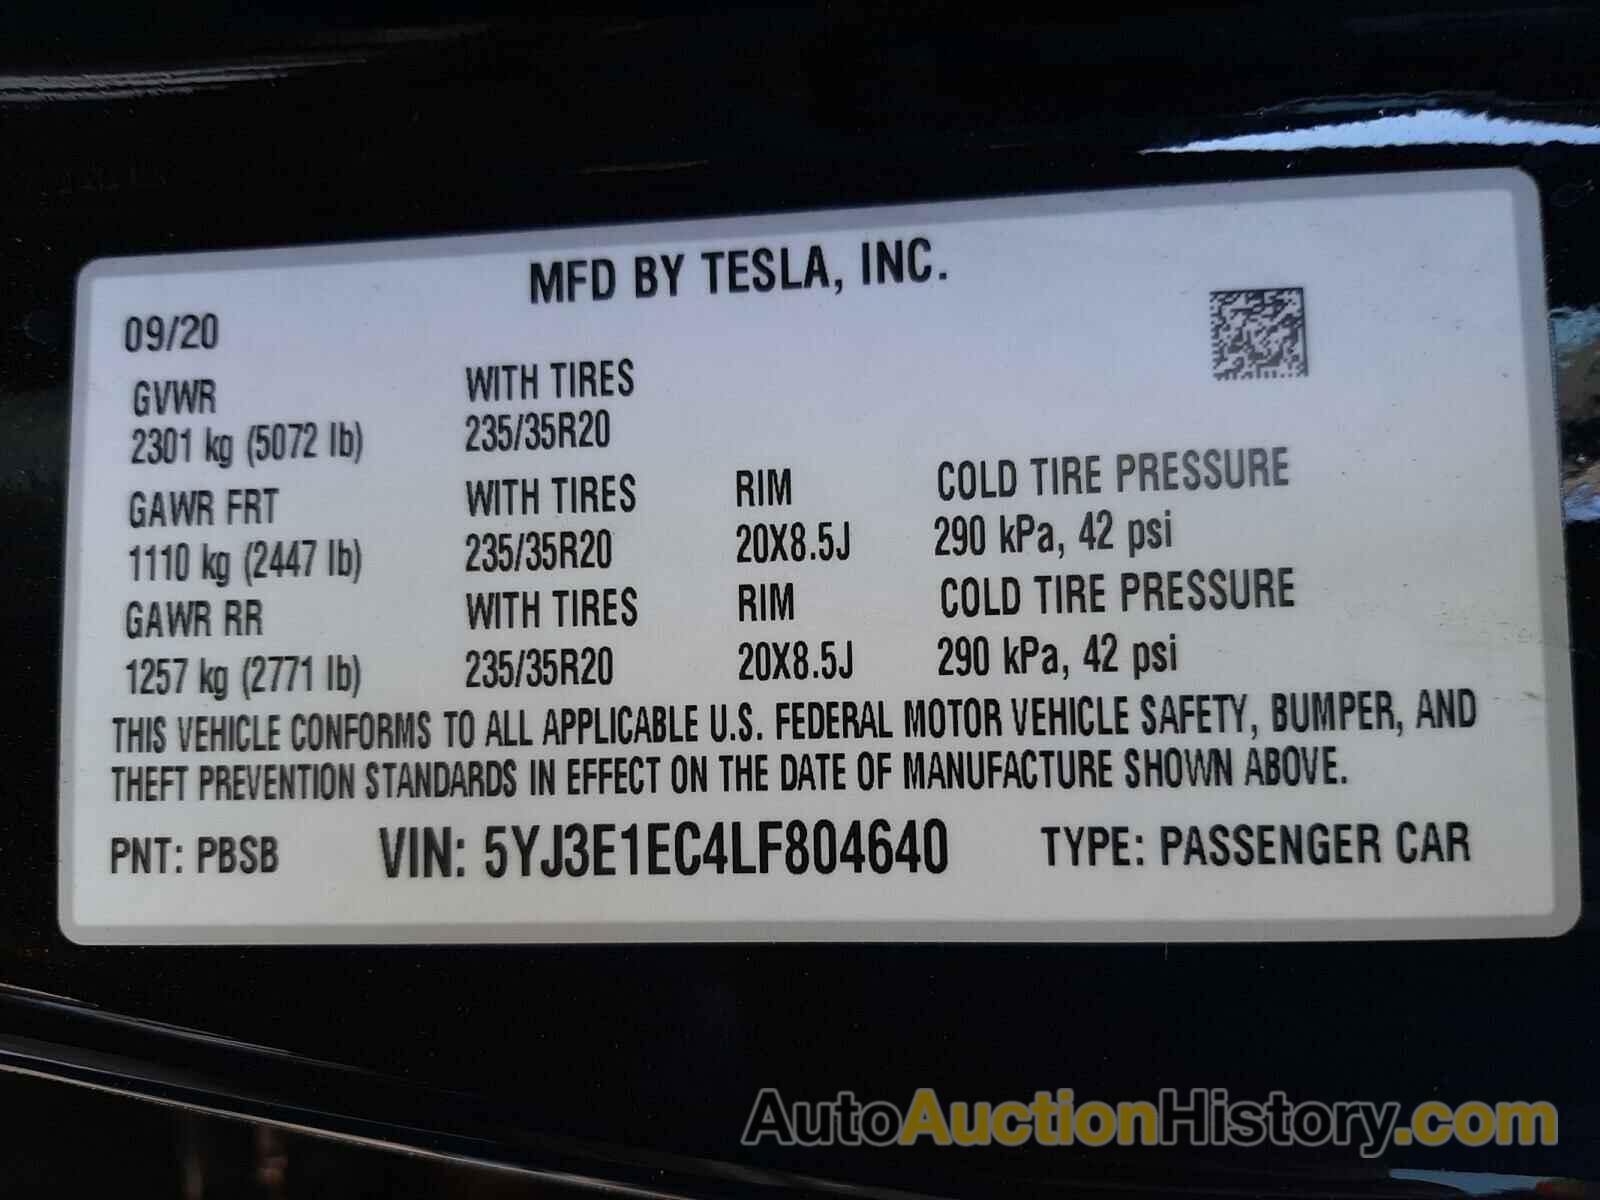 MFD BY TESLA, INC.
09/20
GVWR WITH TIRES
2301 kg (5072 lb) 235/35R20
GAWR FRT WITH TIRES RIM COLD TIRE PRESSURE
1110 kg (2447 lb) 235/35R20 20X8.5J 290 kPa, 42 psi
GAWR RR WITH TIRES RIM COLD TIRE PRESSURE
1257 kg (2771 lb) 235/35R20 20X8.5J 290 kPa, 42 psi
THIS VEHICLE CONFORMS TO ALL APPLICABLE U.S. FEDERAL MOTOR VEHICLE SAFETY, BUMPER, AND
THEFT PREVENTION STANDARDS IN EFFECT ON THE DATE OF MANUFACTURE SHOWN ABOVE.
PNT: PBSB VIN: 5YJ3E1EC4LF804640 TYPE: PASSENGER CAR
AutoAuctionHistory.com